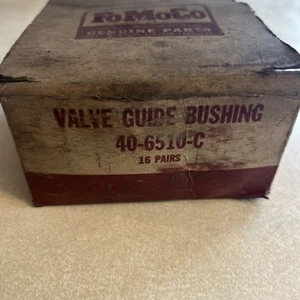 FoMoCo
GENUINE PARTS
VALVE GUIDE BUSHING
40-6510-C
16 PAIRS